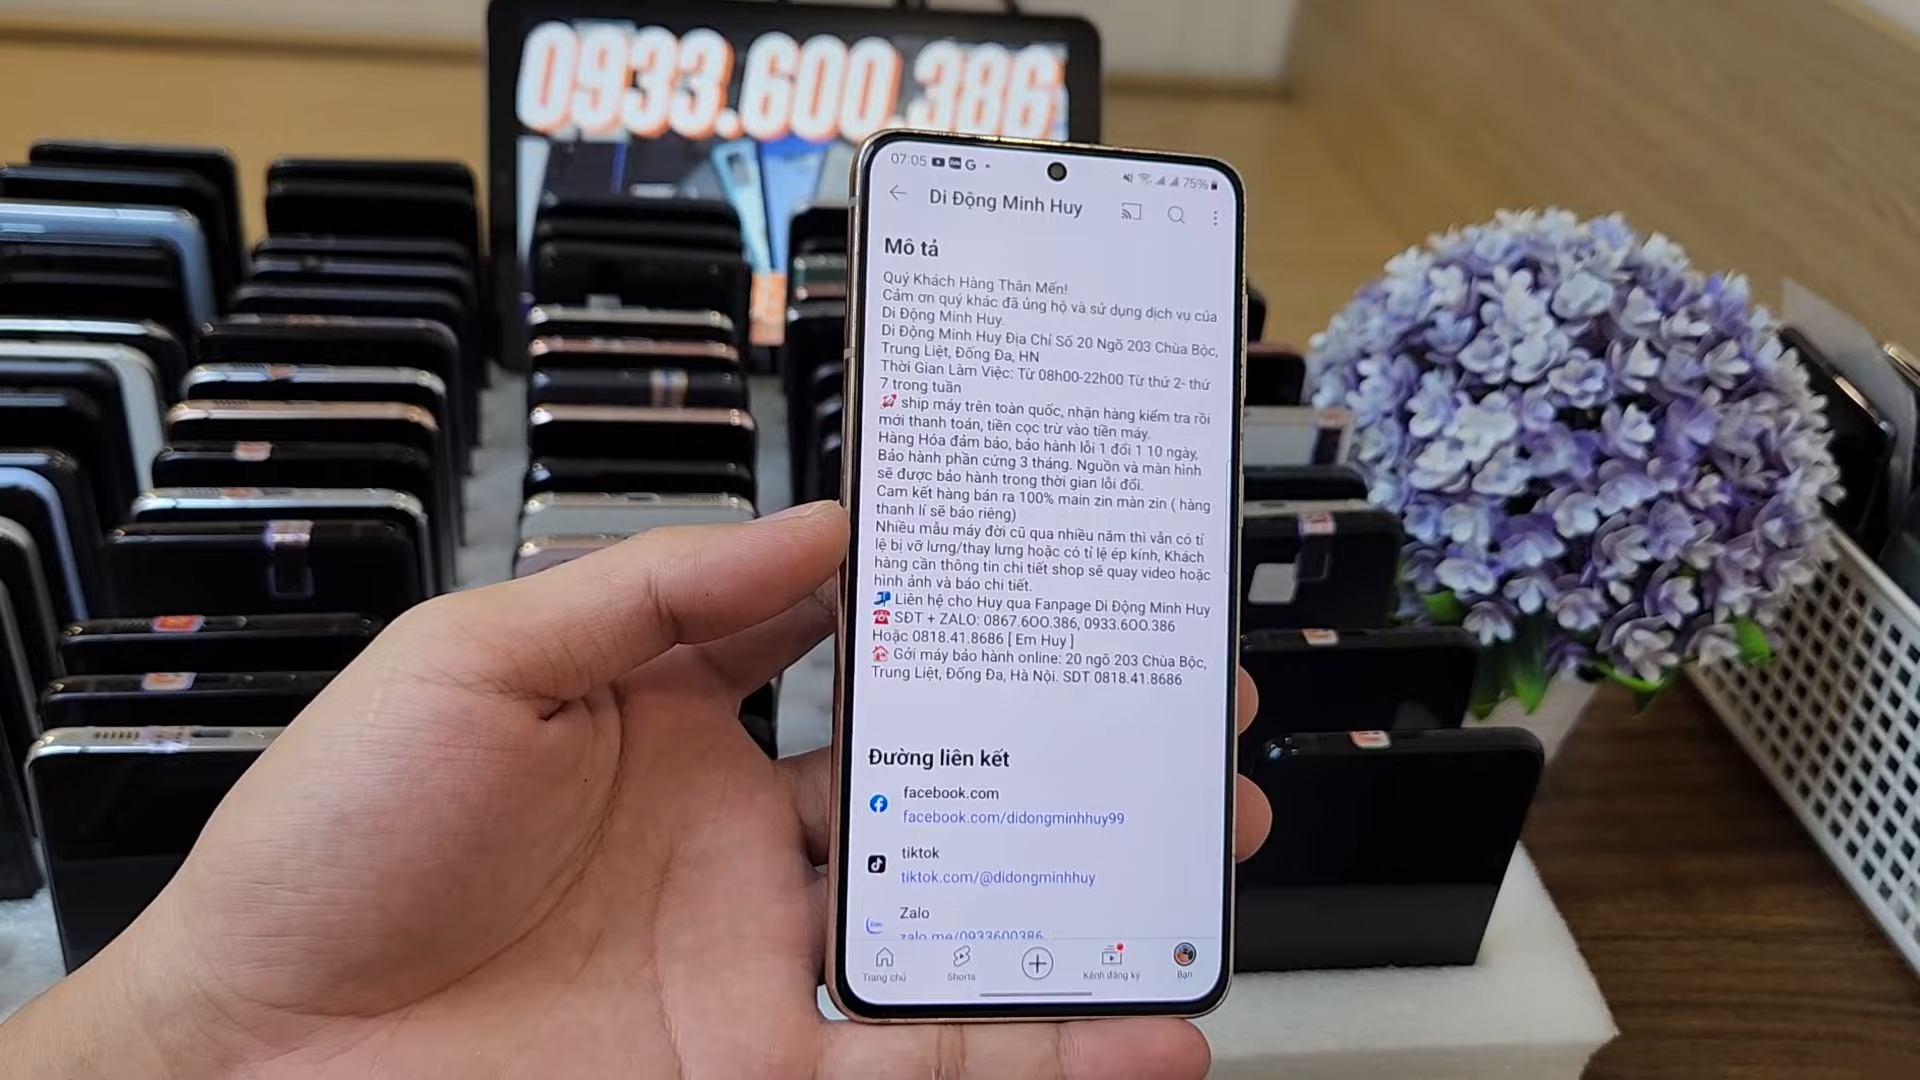 0933.600.386
07:05
75%
Di Động Minh Huy
Mô tả
Quý Khách Hàng Thân Mến!
Cảm ơn quý khác đã ủng hộ và sử dụng dịch vụ của
Di Động Minh Huy.
Di Động Minh Huy Địa Chỉ Số 20 Ngõ 203 Chùa Bộc,
Trung Liệt, Đống Đa, HN
Thời Gian Làm Việc: Từ 08h00-22h00 Từ thứ 2- thứ
7 trong tuần
ship máy trên toàn quốc, nhận hàng kiểm tra rồi
mới thanh toán, tiền cọc trừ vào tiền máy.
Hàng Hóa đảm bảo, bảo hành lỗi 1 đổi 1 10 ngày,
Bảo hành phần cứng 3 tháng. Nguồn và màn hình
sẽ được bảo hành trong thời gian lỗi đổi.
Cam kết hàng bán ra 100% main zin màn zin ( hàng
thanh lí sẽ báo riêng)
Nhiều mẫu máy đời cũ qua nhiều năm thì vẫn có tỉ
lệ bị vỡ lưng/thay lưng hoặc có tỉ lệ ép kính, Khách
hàng cần thông tin chi tiết shop sẽ quay video hoặc
hình ảnh và báo chi tiết.
Liên hệ cho Huy qua Fanpage Di Động Minh Huy
SĐT + ZALO: 0867.6OO.386, 0933.6OO.386
Hoặc 0818.41.8686 [ Em Huy ]
Gởi máy bảo hành online: 20 ngõ 203 Chùa Bộc,
Trung Liệt, Đống Đa, Hà Nội. SDT 0818.41.8686
Đường liên kết
facebook.com
facebook.com/didongminhhuy99
tiktok
tiktok.com/@didongminhhuy
Zalo
zalo.me/0933600386
Trang chủ
Shorts
Kênh đăng ký
Bạn